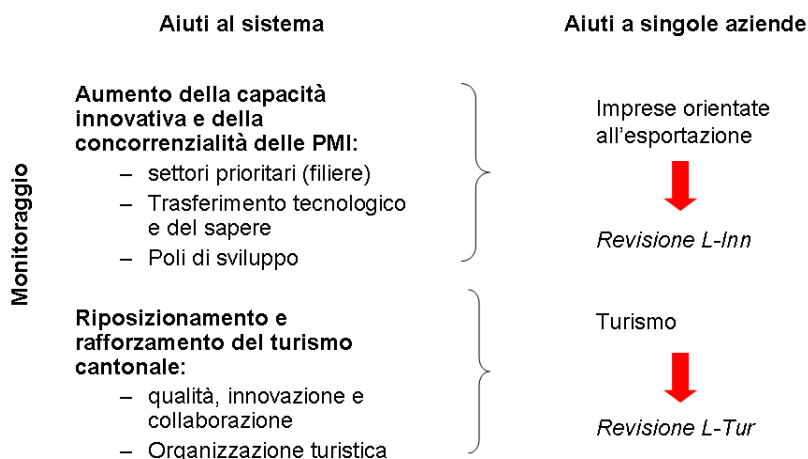 Aiuti al sistema
Aiuti a singole aziende
Monitoraggio
Aumento della capacità
innovativa e della
concorrenzialità delle PMI:
– settori prioritari (filiere)
– Trasferimento tecnologico
e del sapere
– Poli di sviluppo
Imprese orientate
all'esportazione
Revisione L-Inn
Riposizionamento e
rafforzamento del turismo
cantonale:
– qualità, innovazione e
collaborazione
– Organizzazione turistica
Turismo
Revisione L-Tur